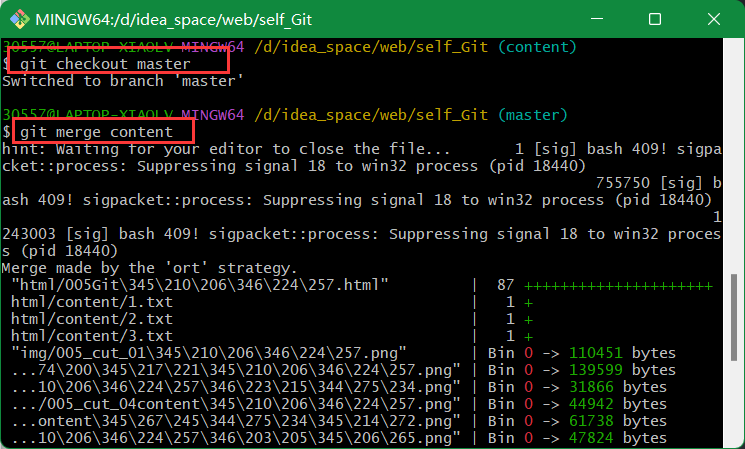 MINGW64:/d/idea_space/web/self_Git
30557@LAPTOP-XIAOLV MINGW64 /d/idea_space/web/self_Git (content)
$ git checkout master
Switched to branch 'master'
30557@LAPTOP-XIAOLV MINGW64 /d/idea_space/web/self_Git (master)
$ git merge content
hint: Waiting for your editor to close the file...      1 [sig] bash 409! sigpa
cket::process: Suppressing signal 18 to win32 process (pid 18440)
755750 [sig] b
ash 409! sigpacket::process: Suppressing signal 18 to win32 process (pid 18440)
1
243003 [sig] bash 409! sigpacket::process: Suppressing signal 18 to win32 proces
s (pid 18440)
Merge made by the 'ort' strategy.
"html/005Git\345\210\206\346\224\257.html" | 87 +++++++++++++++++++++
html/content/1.txt | 1 +
html/content/2.txt | 1 +
html/content/3.txt | 1 +
"img/005_cut_01\345\210\206\346\224\257.png" | Bin 0 -> 110451 bytes
...74\200\345\217\221\345\210\206\346\224\257.png" | Bin 0 -> 139599 bytes
...10\206\346\224\257\346\223\215\344\275\234.png" | Bin 0 -> 31866 bytes
.../005_cut_04content\345\210\206\346\224\257.png" | Bin 0 -> 44942 bytes
...ontent\345\267\245\344\275\234\345\214\272.png" | Bin 0 -> 61738 bytes
...10\206\346\224\257\346\203\205\345\206\265.png" | Bin 0 -> 47824 bytes